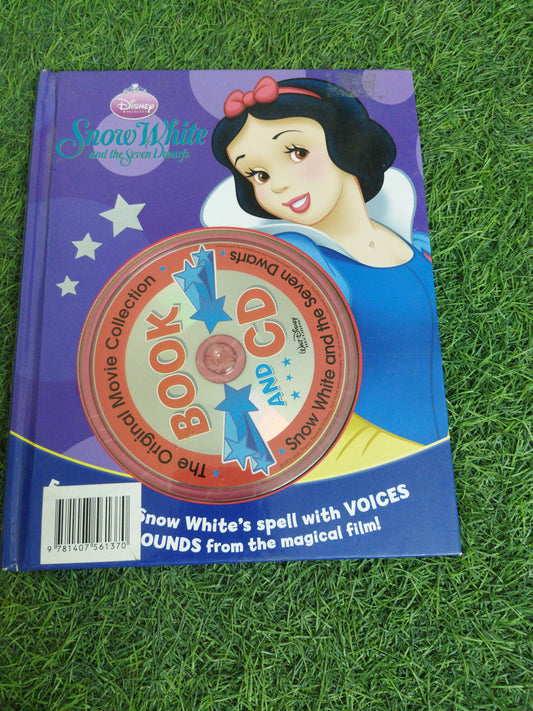 Disney
PRINCESS
Snow White
and the Seven Dwarfs
The Original Movie Collection
BOOK
AND CD
Snow White and the Seven Dwarfs
WALT DISNEY
Snow White's spell with VOICES
OUNDS from the magical film!
9 781407 561370